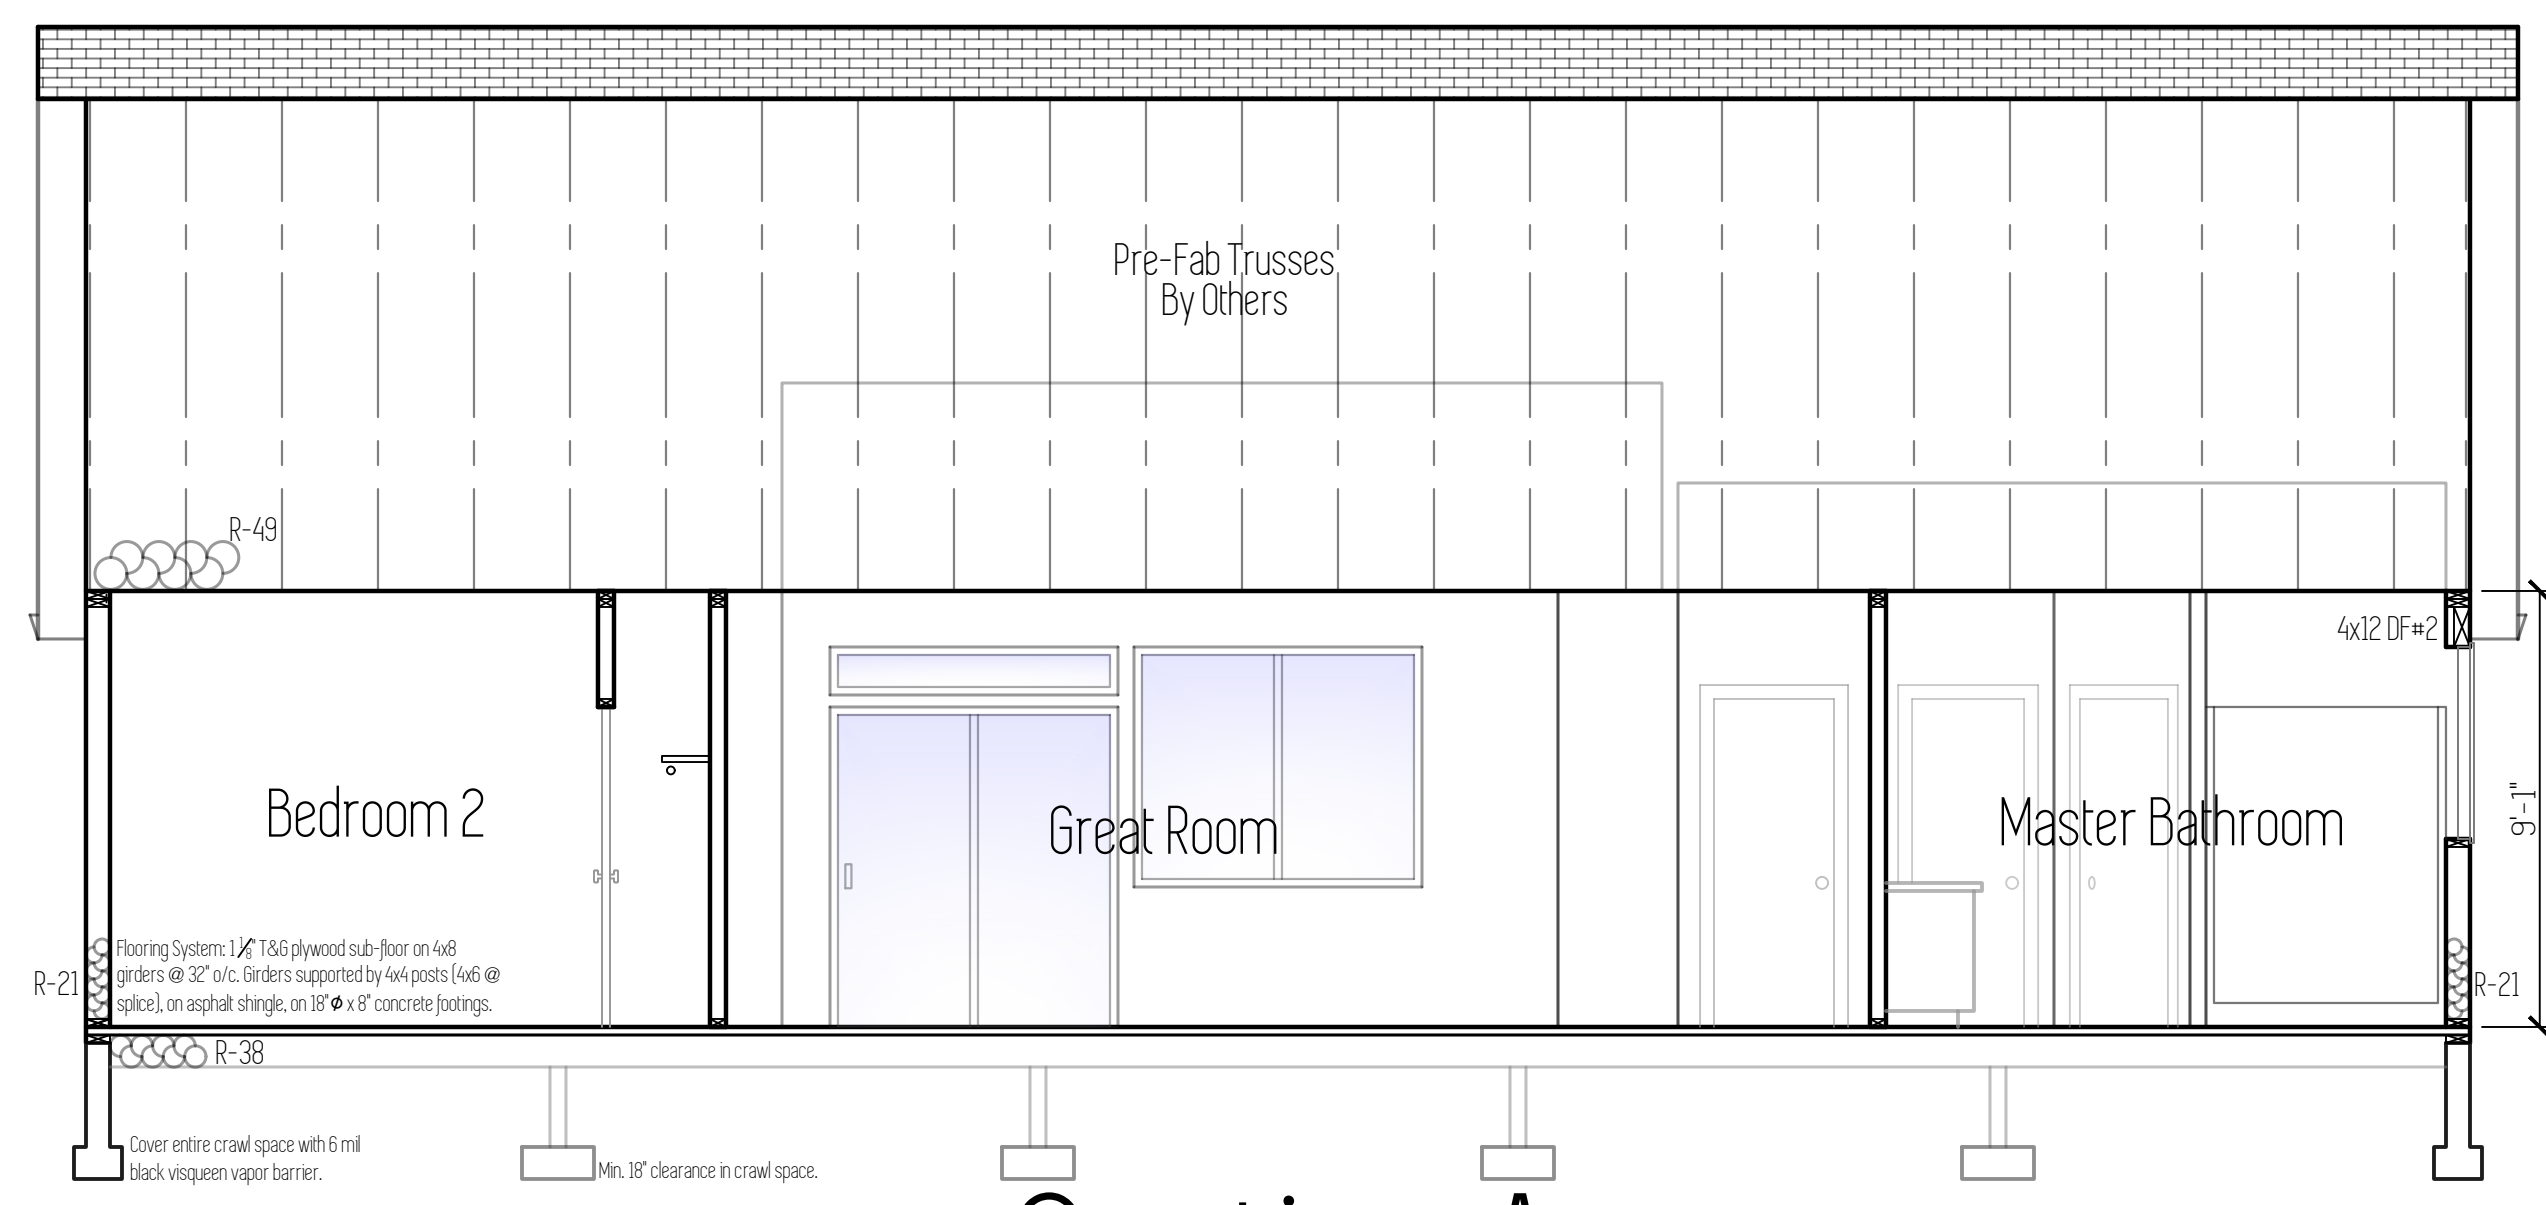 Pre-Fab Trusses
By Others
R-49
4x12 DF#2
Bedroom 2
Great Room
Master Bathroom
9'-1"
Flooring System: 1 1/8" T&G plywood sub-floor on 4x8
girders @ 32" o/c. Girders supported by 4x4 posts (4x6 @
splice), on asphalt shingle, on 18"Φ x 8" concrete footings.
R-21
R-21
R-38
Cover entire crawl space with 6 mil
black visqueen vapor barrier.
Min. 18" clearance in crawl space.